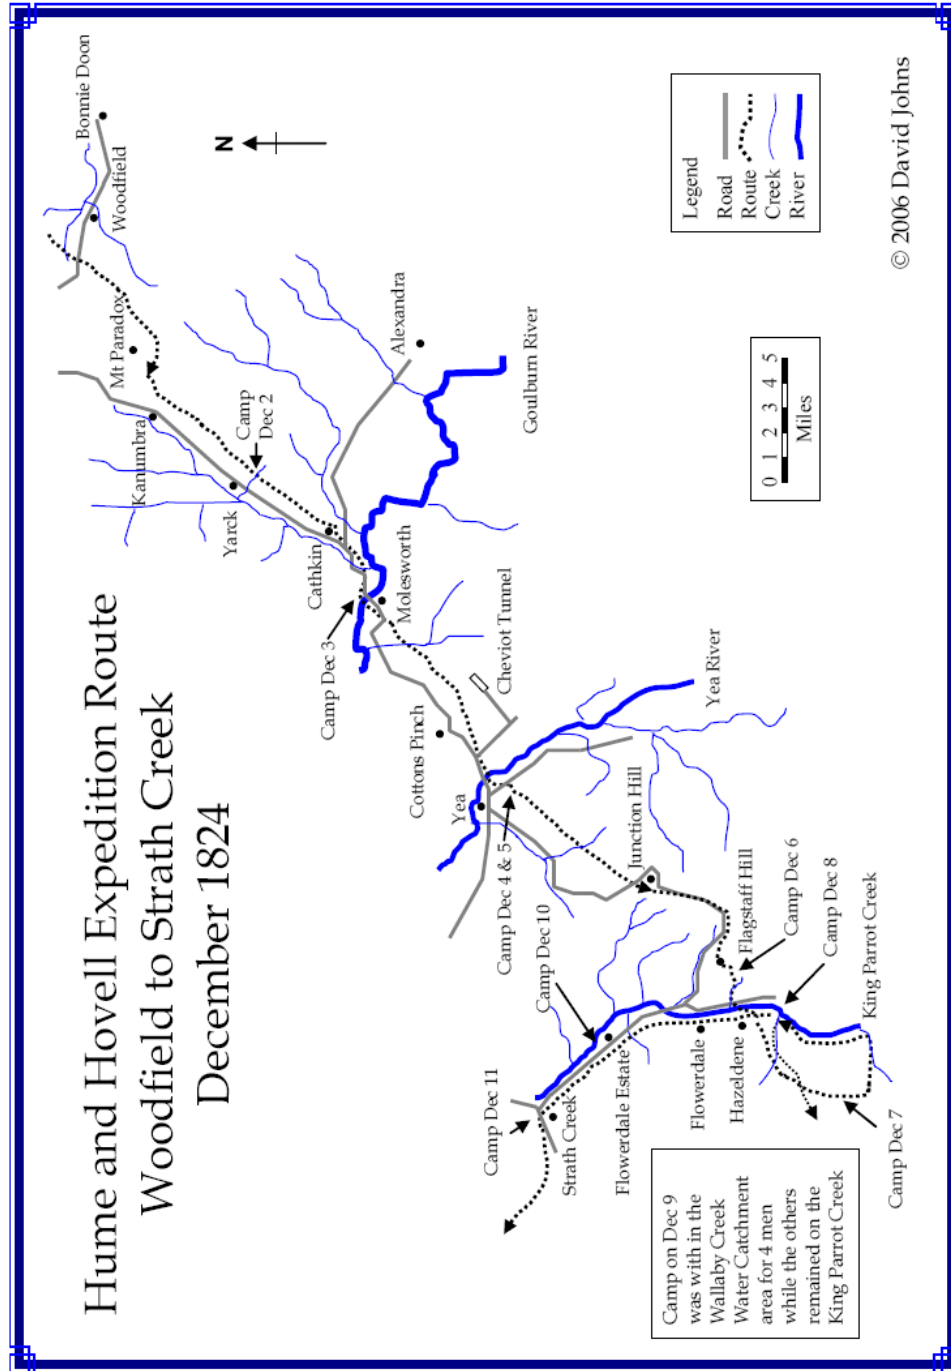 Hume and Hovell Expedition Route
Woodfield to Strath Creek
December 1824
Bonnie Doon
Woodfield
Mt Paradox
N
Kanumbra
Camp
Dec 2
Yarck
Alexandra
Cathkin
Goulburn River
Camp Dec 3
Molesworth
Cheviot Tunnel
Cottons Pinch
Yea River
Yea
Camp Dec 4 & 5
Junction Hill
Camp Dec 10
Flagstaff Hill
Camp Dec 6
Camp Dec 8
King Parrot Creek
Camp Dec 11
Strath Creek
Flowerdale Estate
Flowerdale
Hazeldene
Camp Dec 7
Camp on Dec 9
was with in the
Wallaby Creek
Water Catchment
area for 4 men
while the others
remained on the
King Parrot Creek
0 1 2 3 4 5
Miles
Legend
Road
Route
Creek
River
© 2006 David Johns